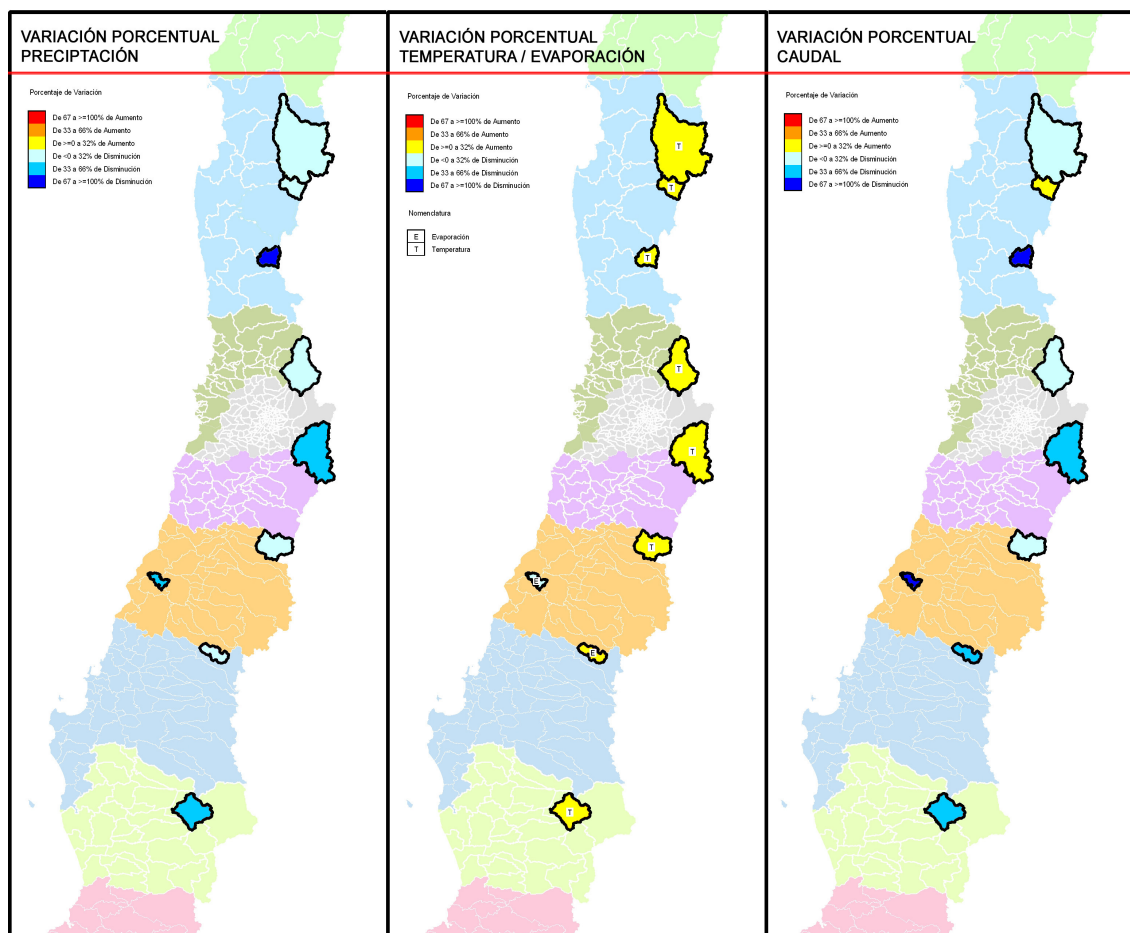 VARIACIÓN PORCENTUAL
PRECIPTACIÓN
Porcentaje de Variación
De 67 a >=100% de Aumento
De 33 a 66% de Aumento
De >=0 a 32% de Aumento
De <0 a 32% de Disminución
De 33 a 66% de Disminución
De 67 a >=100% de Disminución
VARIACIÓN PORCENTUAL
TEMPERATURA / EVAPORACIÓN
Porcentaje de Variación
De 67 a >=100% de Aumento
De 33 a 66% de Aumento
De >=0 a 32% de Aumento
De <0 a 32% de Disminución
De 33 a 66% de Disminución
De 67 a >=100% de Disminución
Nomenclatura
E Evaporación
T Temperatura
T
T
T
T
T
T
E
E
T
VARIACIÓN PORCENTUAL
CAUDAL
Porcentaje de Variación
De 67 a >=100% de Aumento
De 33 a 66% de Aumento
De >=0 a 32% de Aumento
De <0 a 32% de Disminución
De 33 a 66% de Disminución
De 67 a >=100% de Disminución